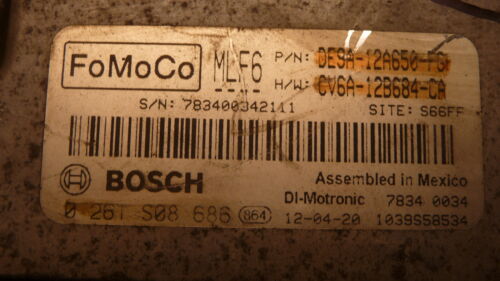 FoMoCo MLF6 P/N: DE9A-12A650-FG
H/W: CV6A-12B684-CA
S/N: 783400342111 SITE: S66FF
BOSCH Assembled in Mexico
DI-Motronic 7834 0034
0 261 S08 686 864 12-04-20 1039S58534